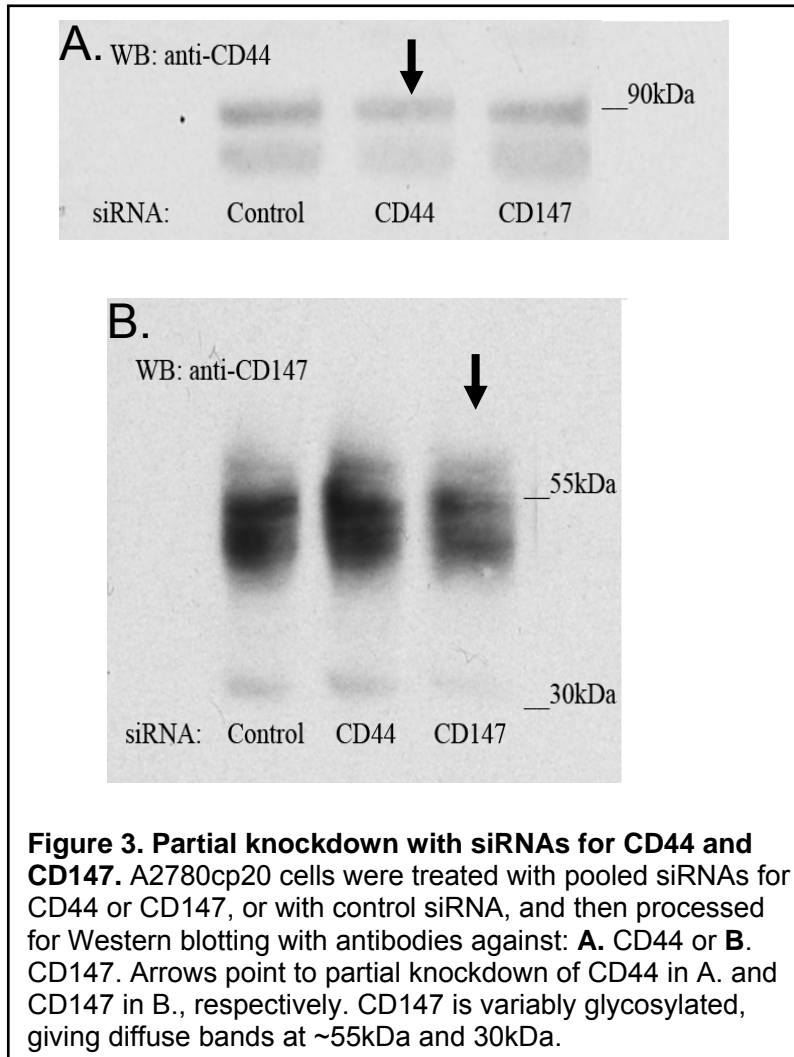 A. WB: anti-CD44
__90kDa
siRNA: Control CD44 CD147
B.
WB: anti-CD147
__55kDa
__30kDa
siRNA: Control CD44 CD147
Figure 3. Partial knockdown with siRNAs for CD44 and
CD147. A2780cp20 cells were treated with pooled siRNAs for
CD44 or CD147, or with control siRNA, and then processed
for Western blotting with antibodies against: A. CD44 or B.
CD147. Arrows point to partial knockdown of CD44 in A. and
CD147 in B., respectively. CD147 is variably glycosylated,
giving diffuse bands at ~55kDa and 30kDa.